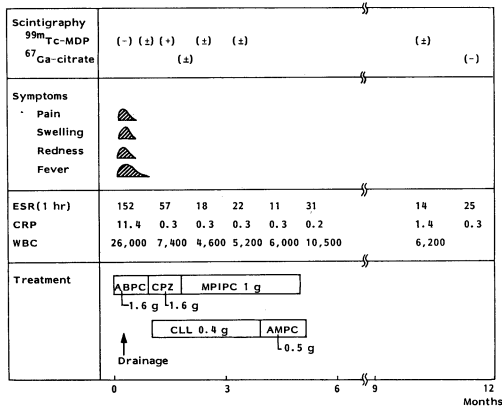 Scintigraphy
99mTc-MDP (-) (±) (+) (±) (±) (±)
67Ga-citrate (±) (-)
Symptoms
Pain
Swelling
Redness
Fever
ESR(1 hr) 152 57 18 22 11 31 14 25
CRP 11.4 0.3 0.3 0.3 0.3 0.2 1.4 0.3
WBC 26,000 7,400 4,600 5,200 6,000 10,500 6,200
Treatment
ABPC CPZ MPIPC 1 g
1.6 g 1.6 g
CLL 0.4 g AMPC
0.5 g
Drainage
0 3 6 9 12
Months